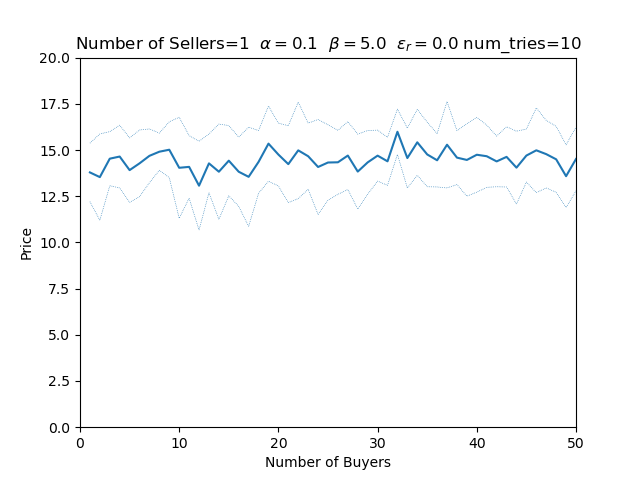 Number of Sellers=1 α = 0.1 β = 5.0 εr = 0.0 num_tries=10
20.0
17.5
15.0
12.5
10.0
7.5
5.0
2.5
0.0
Price
0 10 20 30 40 50
Number of Buyers